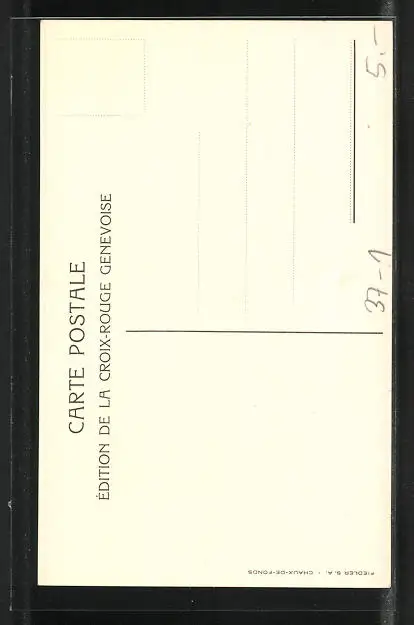 CARTE POSTALE
ÉDITION DE LA CROIX-ROUGE GENEVOISE
5.-
37-1
FIEDLER S. A. · CHAUX-DE-FONDS